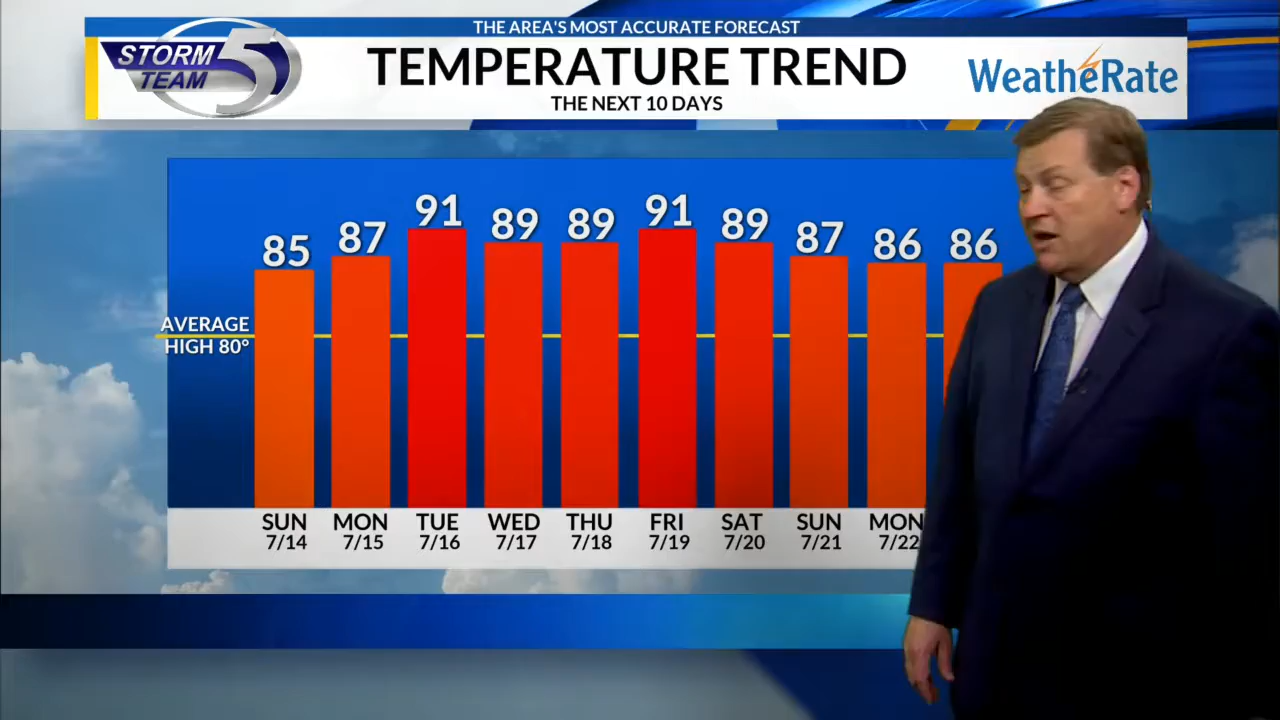 THE AREA'S MOST ACCURATE FORECAST
STORM TEAM 5
TEMPERATURE TREND
WeatheRate
THE NEXT 10 DAYS
85 87 91 89 89 91 89 87 86 86
AVERAGE
HIGH 80°
SUN MON TUE WED THU FRI SAT SUN MON
7/14 7/15 7/16 7/17 7/18 7/19 7/20 7/21 7/22